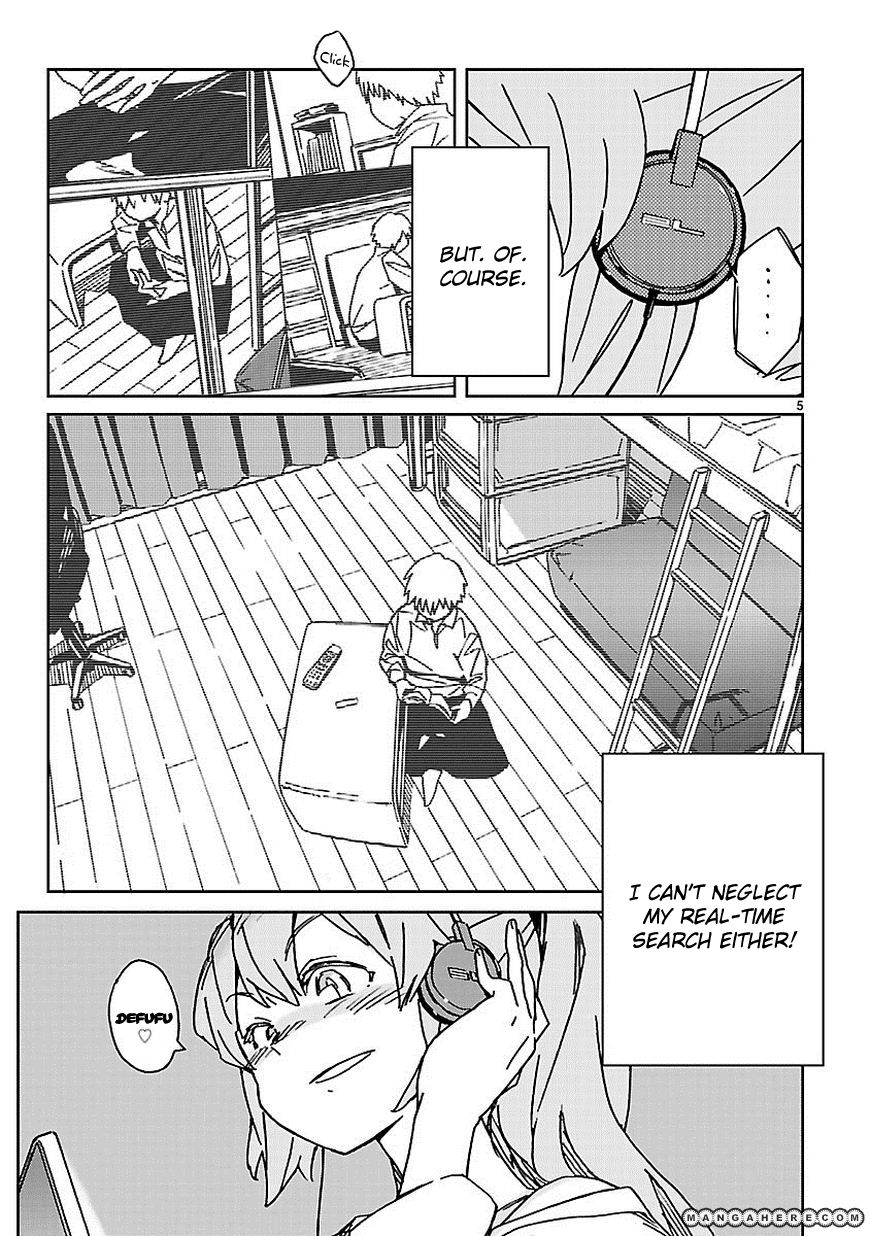 .....
Click
BUT. OF.
COURSE.
5
I CAN'T NEGLECT
MY REAL-TIME
SEARCH EITHER!
DEFUFU
♡
MANGAHERE.COM